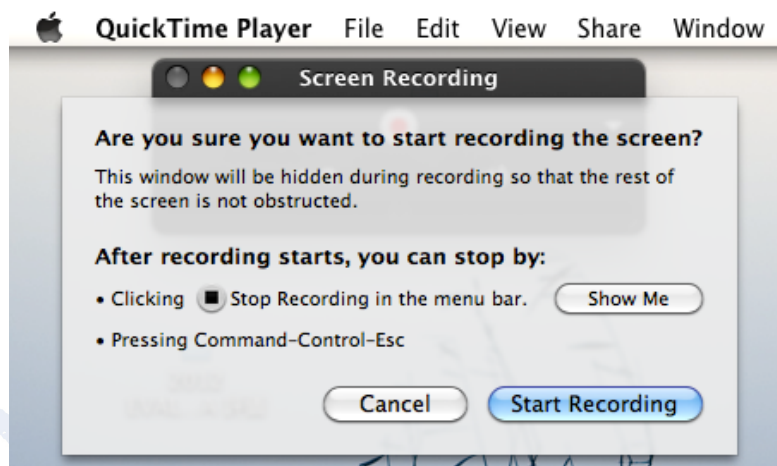 QuickTime Player File Edit View Share Window
Screen Recording
Are you sure you want to start recording the screen?
This window will be hidden during recording so that the rest of
the screen is not obstructed.
After recording starts, you can stop by:
• Clicking Stop Recording in the menu bar. Show Me
• Pressing Command-Control-Esc
Cancel Start Recording